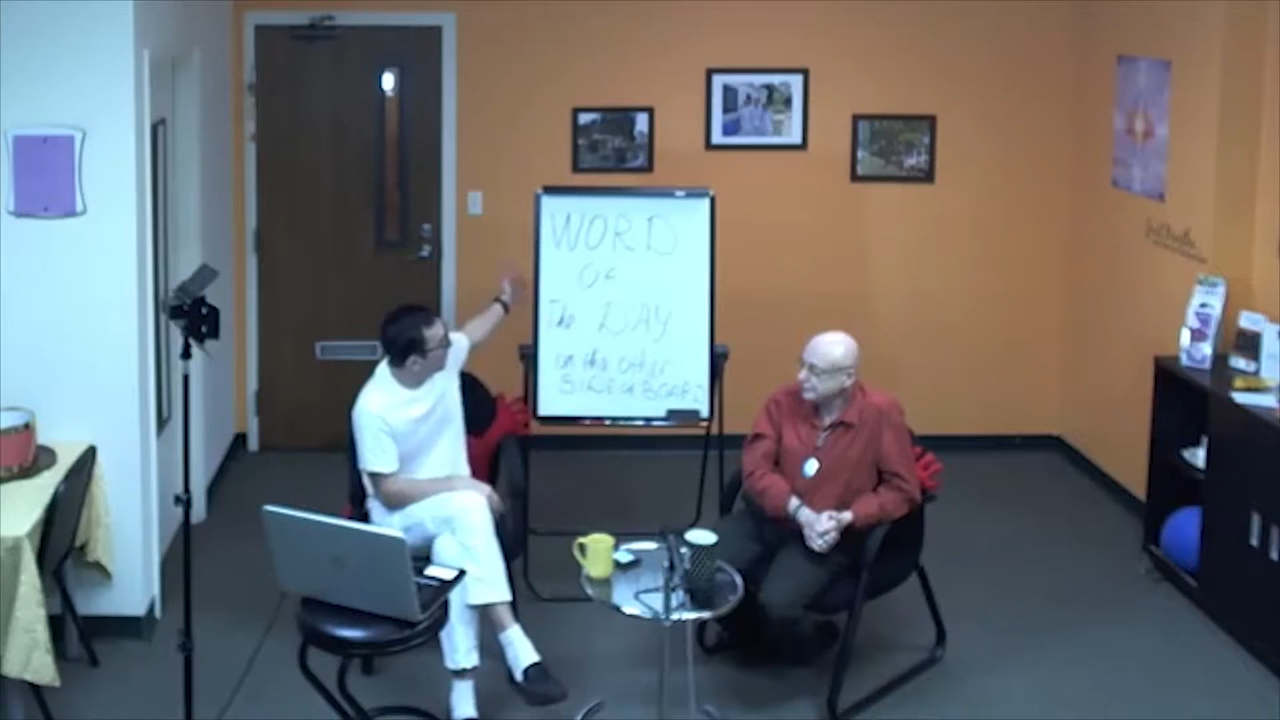 WORD
OF
The DAY
on the other
SIDE of BOARD